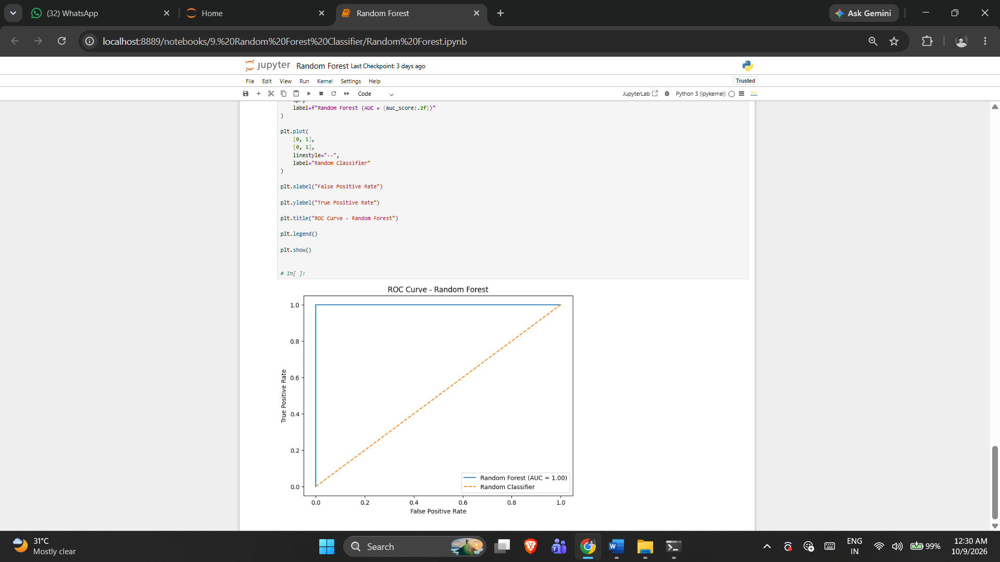 (32) WhatsApp
Home
Random Forest
Ask Gemini
localhost:8889/notebooks/9.%20Random%20Forest%20Classifier/Random%20Forest.ipynb
jupyter Random Forest Last Checkpoint: 3 days ago
File Edit View Run Kernel Settings Help
Trusted
Code
JupyterLab
Python 3 (ipykernel)
label=f"Random Forest (AUC = {auc_score:.2f})"
)
plt.plot(
[0, 1],
[0, 1],
linestyle="--",
label="Random Classifier"
)
plt.xlabel("False Positive Rate")
plt.ylabel("True Positive Rate")
plt.title("ROC Curve - Random Forest")
plt.legend()
plt.show()
# In[ ]:
ROC Curve - Random Forest
1.0
0.8
0.6
0.4
0.2
0.0
True Positive Rate
Random Forest (AUC = 1.00)
Random Classifier
0.0 0.2 0.4 0.6 0.8 1.0
False Positive Rate
31°C
Mostly clear
Search
ENG
IN
99%
12:30 AM
10/9/2026